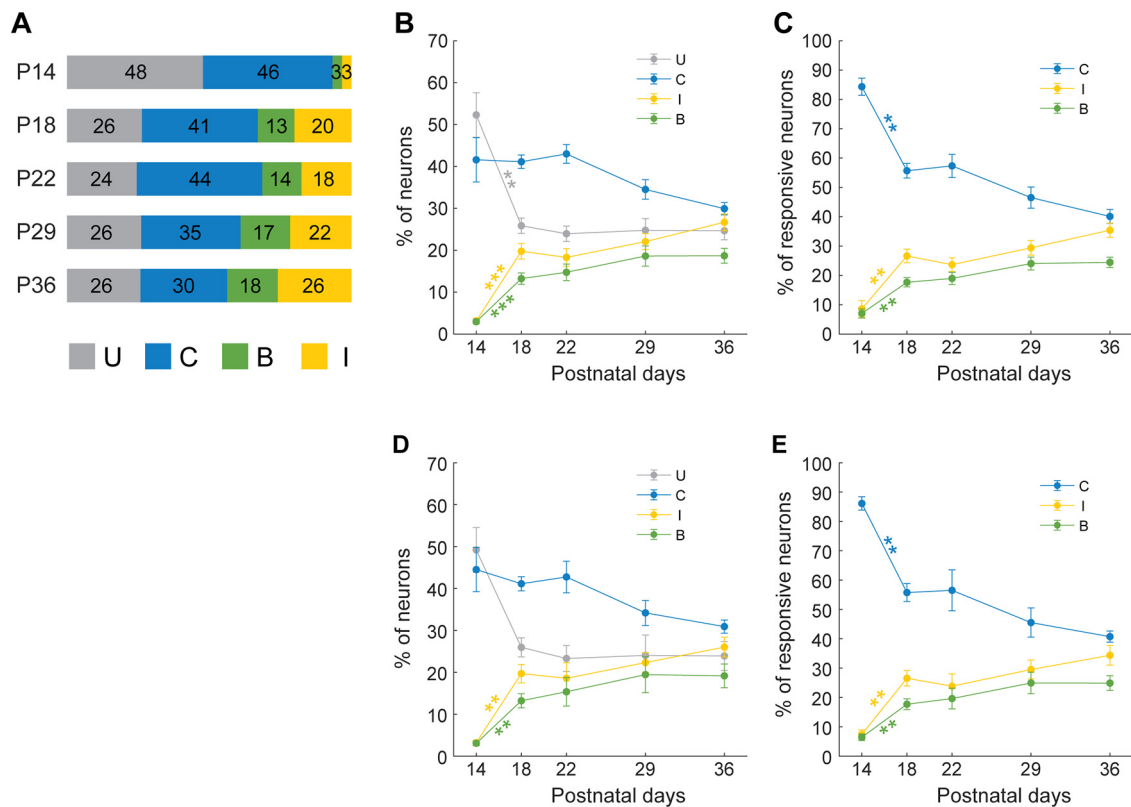 A
P14 48 46 3 3
P18 26 41 13 20
P22 24 44 14 18
P29 26 35 17 22
P36 26 30 18 26
U C B I
B
70
60
50
40
30
20
10
0
% of neurons
U
C
I
B
**
***
***
14 18 22 29 36
Postnatal days
C
100
90
80
70
60
50
40
30
20
10
0
% of responsive neurons
C
I
B
**
**
**
14 18 22 29 36
Postnatal days
D
70
60
50
40
30
20
10
0
% of neurons
U
C
I
B
**
**
14 18 22 29 36
Postnatal days
E
100
90
80
70
60
50
40
30
20
10
0
% of responsive neurons
C
I
B
**
**
**
14 18 22 29 36
Postnatal days